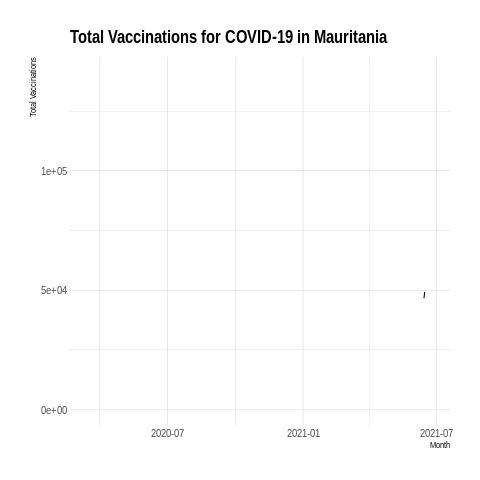 Total Vaccinations for COVID-19 in Mauritania
Total Vaccinations
1e+05
5e+04
0e+00
2020-07 2021-01 2021-07
Month